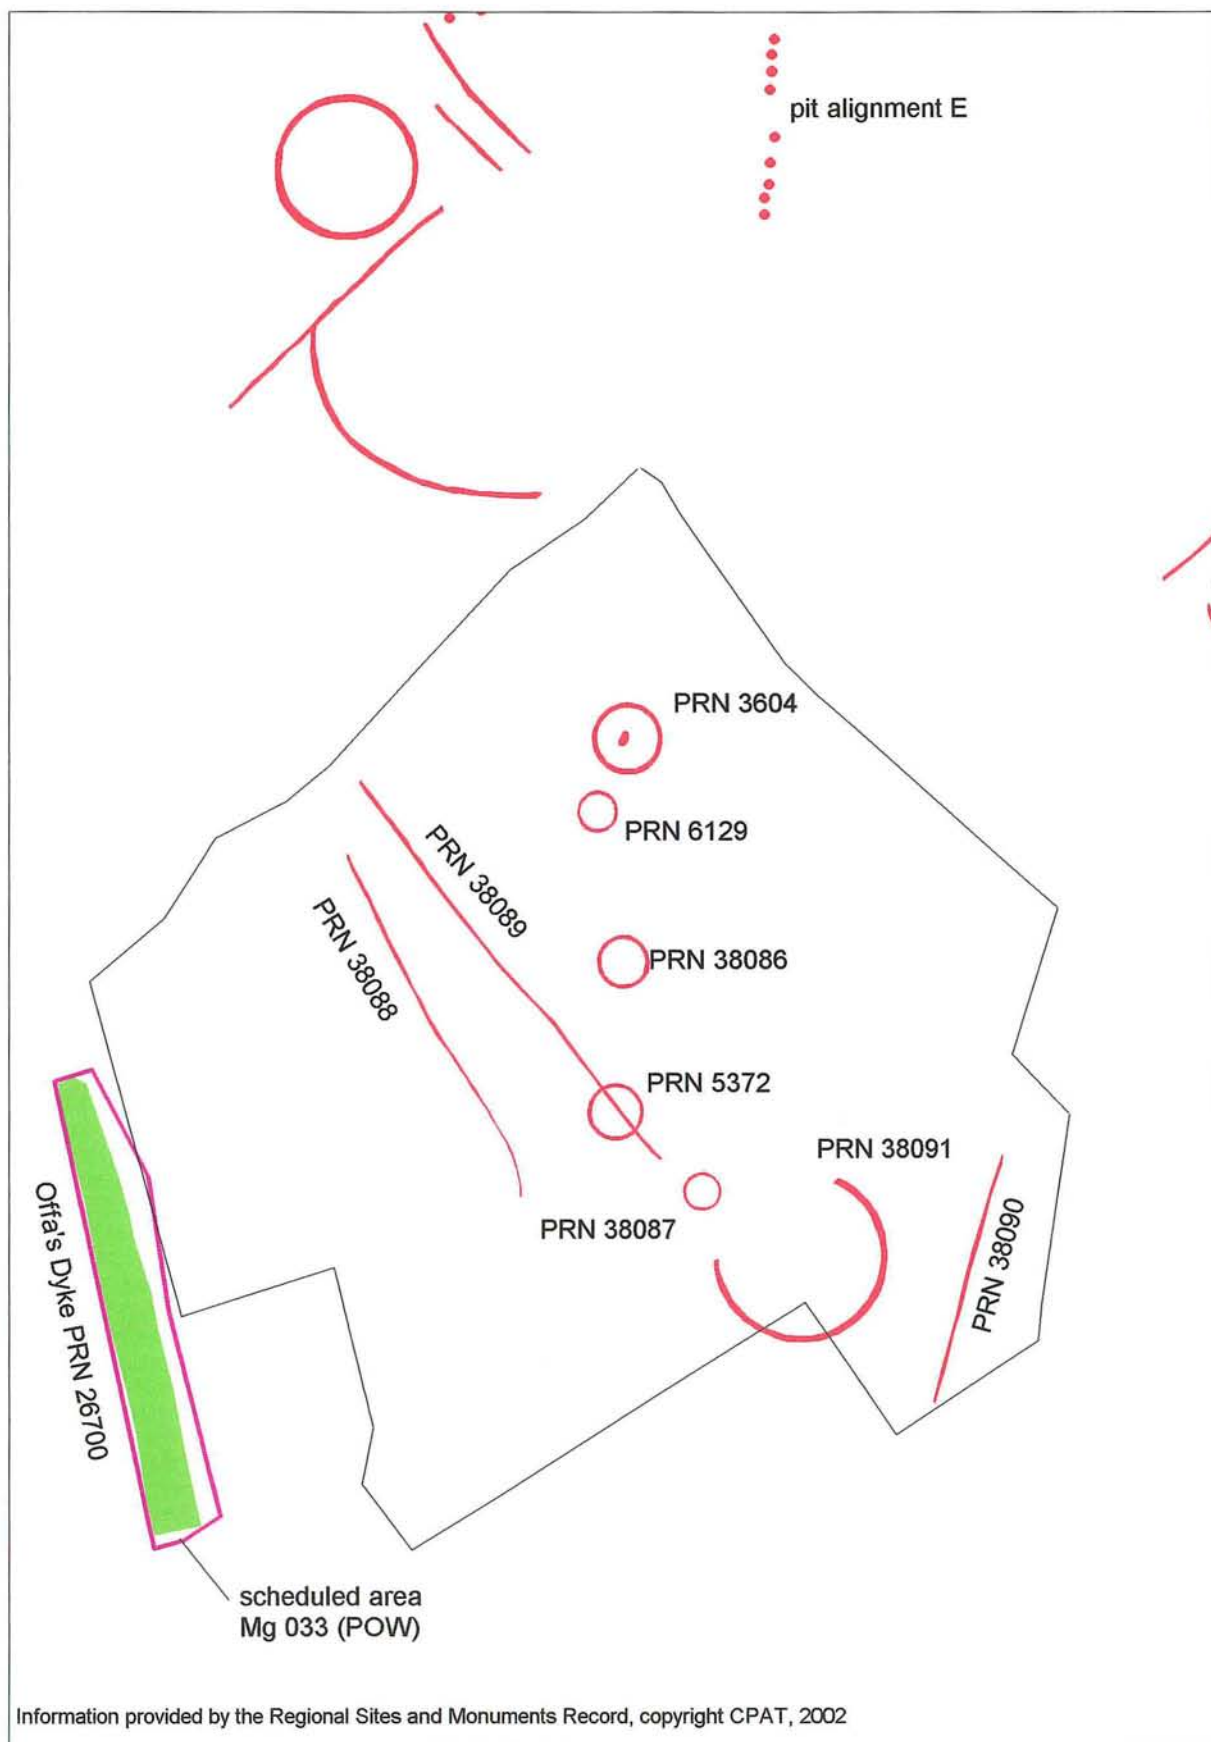 pit alignment E
PRN 3604
PRN 6129
PRN 38089
PRN 38088
PRN 38086
PRN 5372
PRN 38091
PRN 38087
PRN 38090
Offa's Dyke PRN 26700
scheduled area
Mg 033 (POW)
Information provided by the Regional Sites and Monuments Record, copyright CPAT, 2002